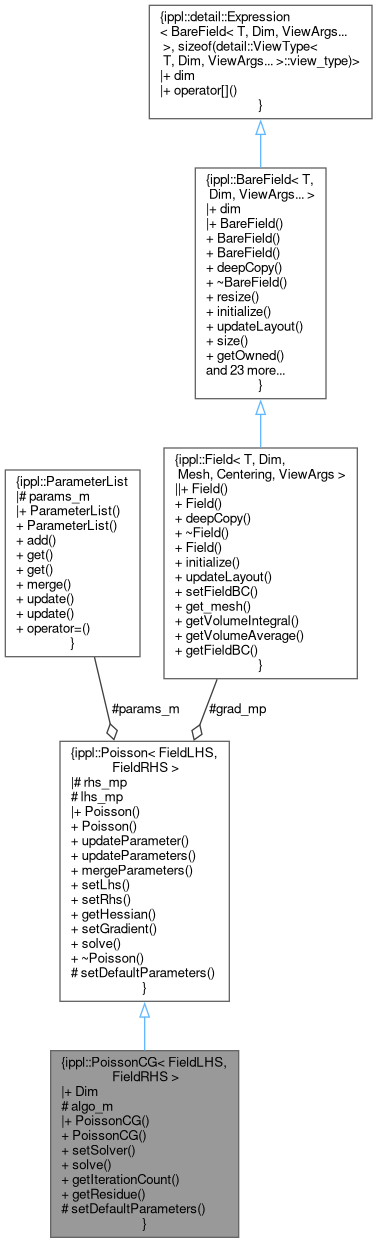 {ippl::detail::Expression
< BareField< T, Dim, ViewArgs...
 >, sizeof(detail::ViewType<
 T, Dim, ViewArgs... >::view_type)>
|+ dim
|+ operator[]()
}
{ippl::BareField< T,
 Dim, ViewArgs... >
|+ dim
|+ BareField()
+ BareField()
+ BareField()
+ deepCopy()
+ ~BareField()
+ resize()
+ initialize()
+ updateLayout()
+ size()
+ getOwned()
and 23 more...
}
{ippl::Field< T, Dim,
 Mesh, Centering, ViewArgs >
||+ Field()
+ Field()
+ deepCopy()
+ ~Field()
+ Field()
+ initialize()
+ updateLayout()
+ setFieldBC()
+ get_mesh()
+ getVolumeIntegral()
+ getVolumeAverage()
+ getFieldBC()
}
{ippl::ParameterList
|# params_m
|+ ParameterList()
+ ParameterList()
+ add()
+ get()
+ get()
+ merge()
+ update()
+ update()
+ operator=()
}
#params_m
#grad_mp
{ippl::Poisson< FieldLHS,
 FieldRHS >
|# rhs_mp
# lhs_mp
|+ Poisson()
+ Poisson()
+ updateParameter()
+ updateParameters()
+ mergeParameters()
+ setLhs()
+ setRhs()
+ getHessian()
+ setGradient()
+ solve()
+ ~Poisson()
# setDefaultParameters()
}
{ippl::PoissonCG< FieldLHS,
 FieldRHS >
|+ Dim
# algo_m
|+ PoissonCG()
+ PoissonCG()
+ setSolver()
+ solve()
+ getIterationCount()
+ getResidue()
# setDefaultParameters()
}